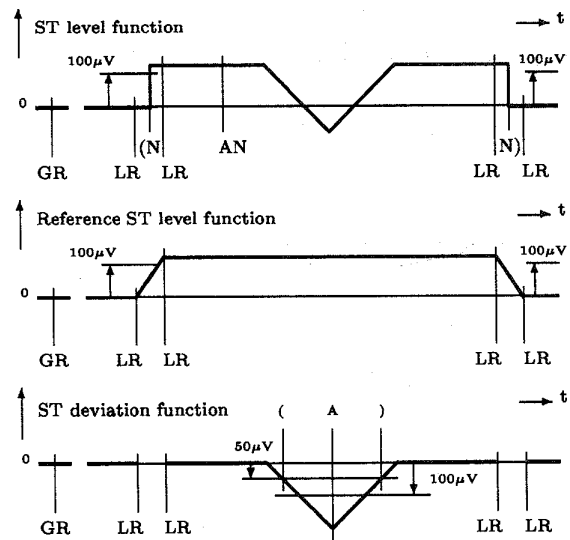 ST level function
t
100μV
100μV
0
(N
AN
N)
GR
LR
LR
LR
LR
Reference ST level function
t
100μV
100μV
0
GR
LR
LR
LR
LR
ST deviation function
( A )
t
0
50μV
100μV
GR
LR
LR
LR
LR